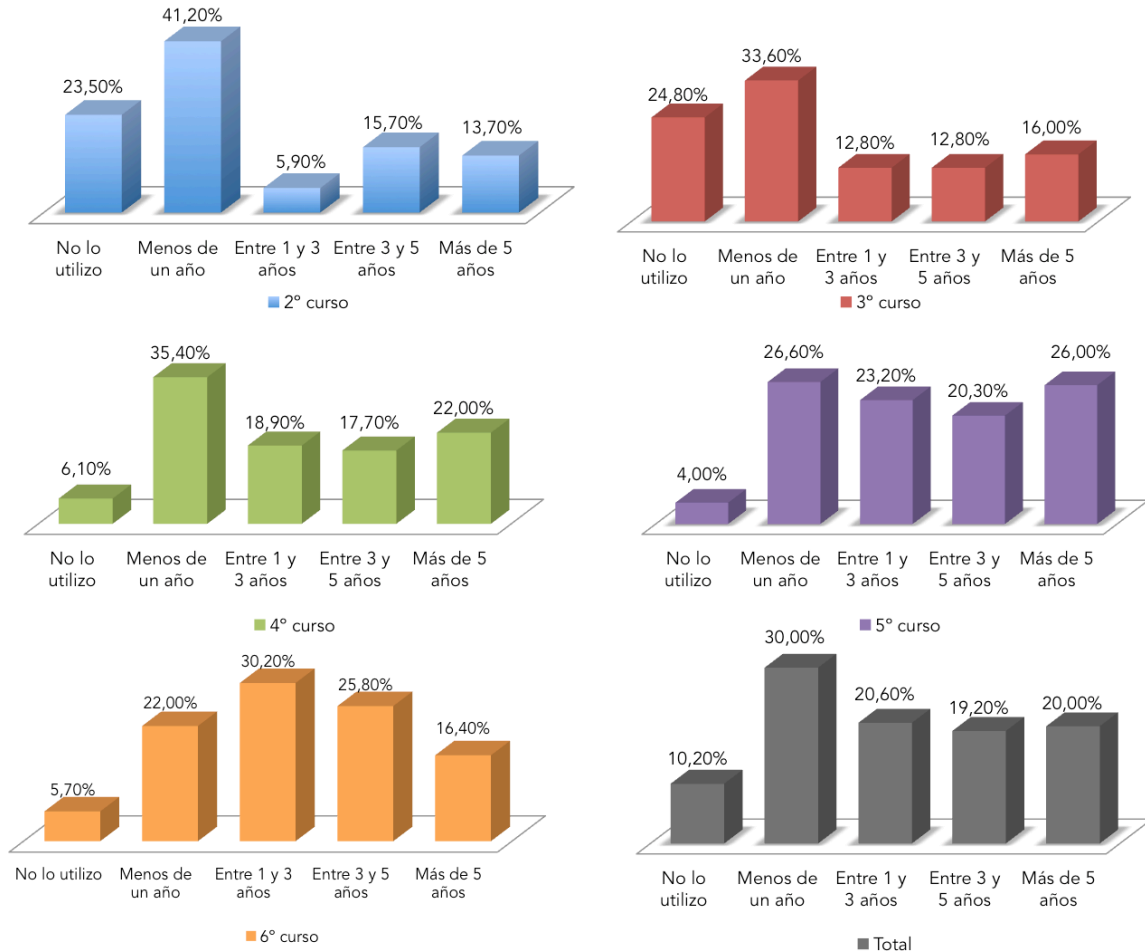 41,20%
23,50%
15,70%
13,70%
5,90%
No lo
utilizo
Menos de
un año
Entre 1 y 3
años
Entre 3 y 5
años
Más de 5
años
2º curso
33,60%
24,80%
12,80%
12,80%
16,00%
No lo
utilizo
Menos de
un año
Entre 1 y
3 años
Entre 3 y
5 años
Más de 5
años
3º curso
35,40%
18,90%
17,70%
22,00%
6,10%
No lo
utilizo
Menos de
un año
Entre 1 y
3 años
Entre 3 y
5 años
Más de 5
años
4º curso
26,60%
23,20%
20,30%
26,00%
4,00%
No lo
utilizo
Menos de
un año
Entre 1 y
3 años
Entre 3 y
5 años
Más de 5
años
5º curso
30,20%
25,80%
22,00%
16,40%
5,70%
No lo utilizo
Menos de
un año
Entre 1 y 3
años
Entre 3 y 5
años
Más de 5
años
6º curso
30,00%
20,60%
19,20%
20,00%
10,20%
No lo
utilizo
Menos de
un año
Entre 1 y
3 años
Entre 3 y
5 años
Más de 5
años
Total